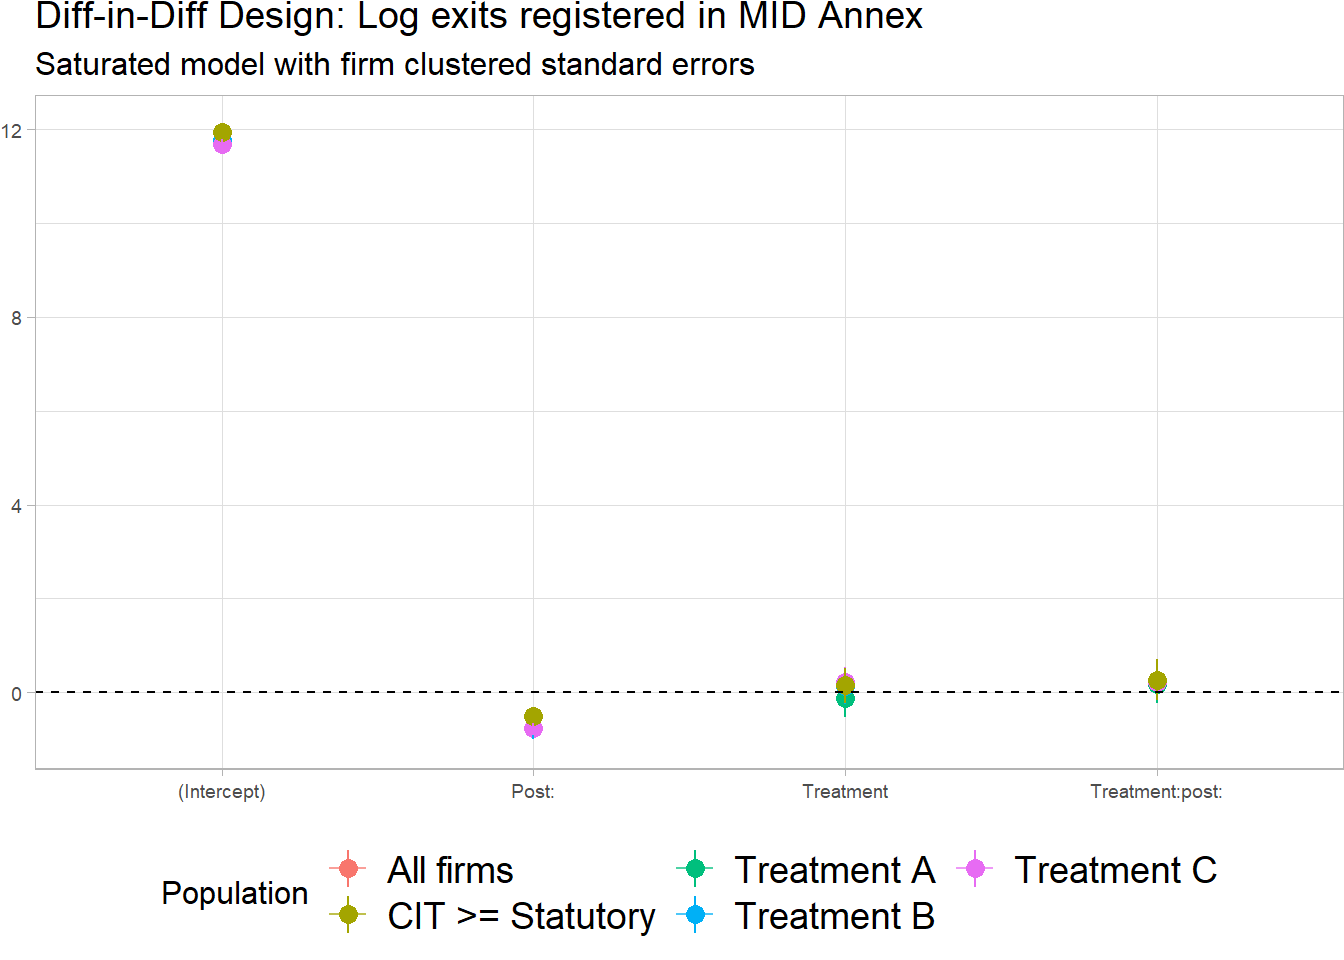 Diff-in-Diff Design: Log exits registered in MID Annex
Saturated model with firm clustered standard errors
12
8
4
0
(Intercept) Post: Treatment Treatment:post:
Population
All firms Treatment A Treatment C
CIT >= Statutory Treatment B